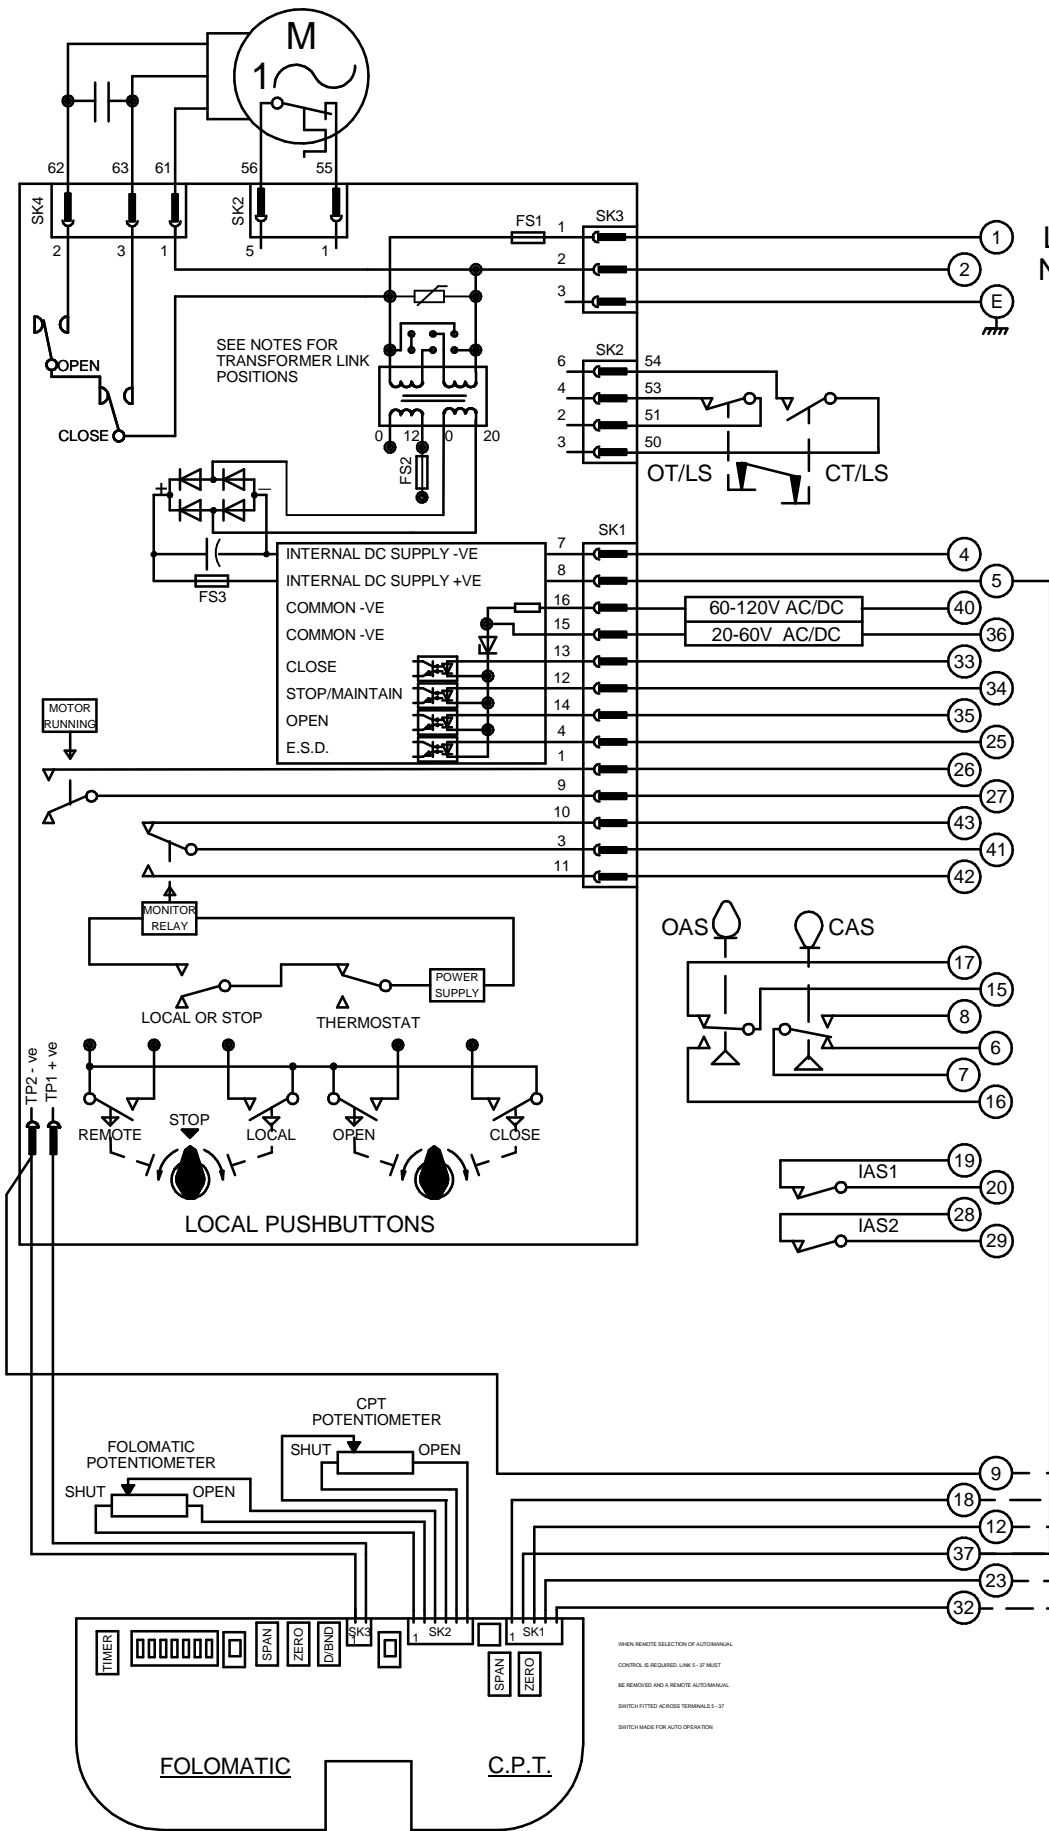 M
1
62 63 61 56 55
SK4
SK2
2 3 1 5 1
FS1
SK3
1
1
2
2
3
E
L
N
SEE NOTES FOR
TRANSFORMER LINK
POSITIONS
OPEN
CLOSE
0 12 0 20
FS2
SK2
6 54
4 53
2 51
3 50
OT/LS
CT/LS
+
–
FS3
SK1
INTERNAL DC SUPPLY -VE 7 4
INTERNAL DC SUPPLY +VE 8 5
COMMON -VE 16 60-120V AC/DC 40
COMMON -VE 15 20-60V AC/DC 36
CLOSE 13 33
STOP/MAINTAIN 12 34
OPEN 14 35
E.S.D. 4 25
MOTOR
RUNNING
1 26
9 27
10 43
3 41
11 42
MONITOR
RELAY
LOCAL OR STOP
THERMOSTAT
POWER
SUPPLY
OAS
CAS
17
15
8
6
7
16
TP2 - ve
TP1 + ve
REMOTE
STOP
LOCAL
OPEN
CLOSE
LOCAL PUSHBUTTONS
IAS1
19
20
IAS2
28
29
CPT
POTENTIOMETER
SHUT
OPEN
FOLOMATIC
POTENTIOMETER
SHUT
OPEN
9
18
12
37
23
32
TIMER
SPAN
ZERO
D/BND
SK3
1
1
SK2
1
SK1
SPAN
ZERO
FOLOMATIC
C.P.T.
WHEN REMOTE SELECTION OF AUTO/MANUAL
CONTROL IS REQUIRED, LINK 5 - 37 MUST
BE REMOVED AND A REMOTE AUTO/MANUAL
SWITCH FITTED ACROSS TERMINALS 5 - 37
SWITCH MADE FOR AUTO OPERATION